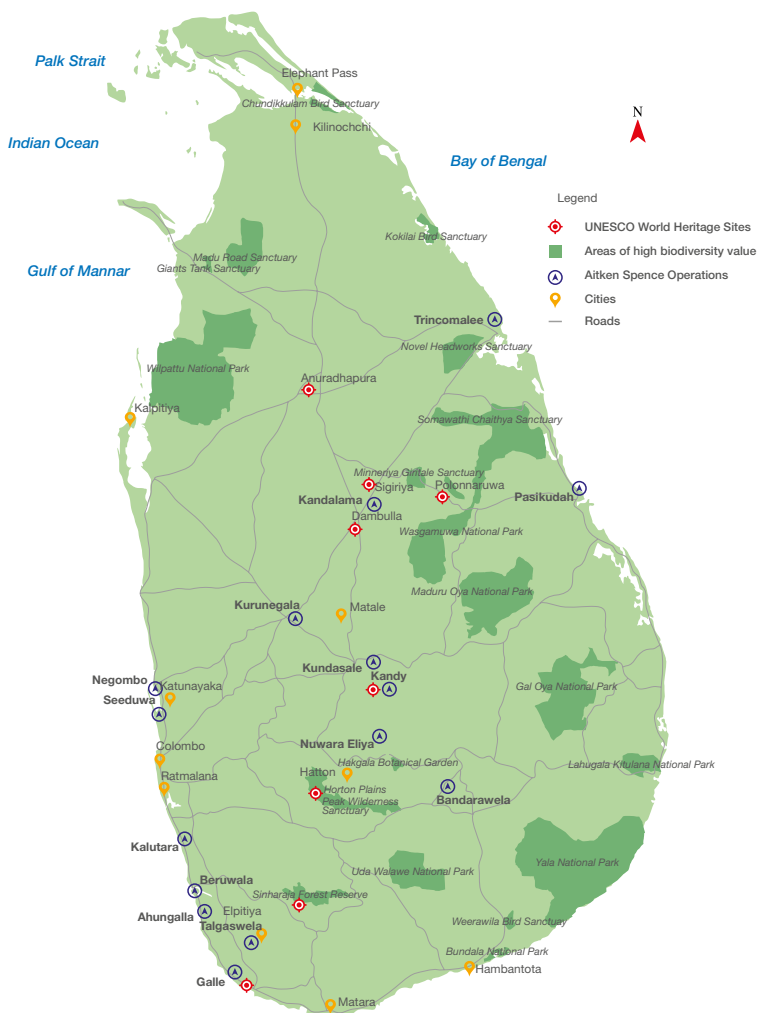 Palk Strait
Elephant Pass
Chundikkulam Bird Sanctuary
N
Kilinochchi
Indian Ocean
Bay of Bengal
Legend
UNESCO World Heritage Sites
Areas of high biodiversity value
Aitken Spence Operations
Cities
Roads
Kokilai Bird Sanctuary
Madu Road Sanctuary
Giants Tank Sanctuary
Gulf of Mannar
Trincomalee
Novel Headworks Sanctuary
Wilpattu National Park
Anuradhapura
Kalpitiya
Somawathi Chaithya Sanctuary
Minneriya Giritale Sanctuary
Sigiriya
Polonnaruwa
Kandalama
Pasikudah
Dambulla
Wasgamuwa National Park
Maduru Oya National Park
Kurunegala
Matale
Kundasale
Kandy
Negombo
Katunayaka
Seeduwa
Gal Oya National Park
Nuwara Eliya
Colombo
Hakgala Botanical Garden
Lahugala Kitulana National Park
Hatton
Ratmalana
Horton Plains
Peak Wilderness
Sanctuary
Bandarawela
Kalutara
Yala National Park
Uda Walawe National Park
Beruwala
Sinharaja Forest Reserve
Ahungalla
Elpitiya
Talgaswela
Weerawila Bird Sanctuay
Bundala National Park
Hambantota
Galle
Matara